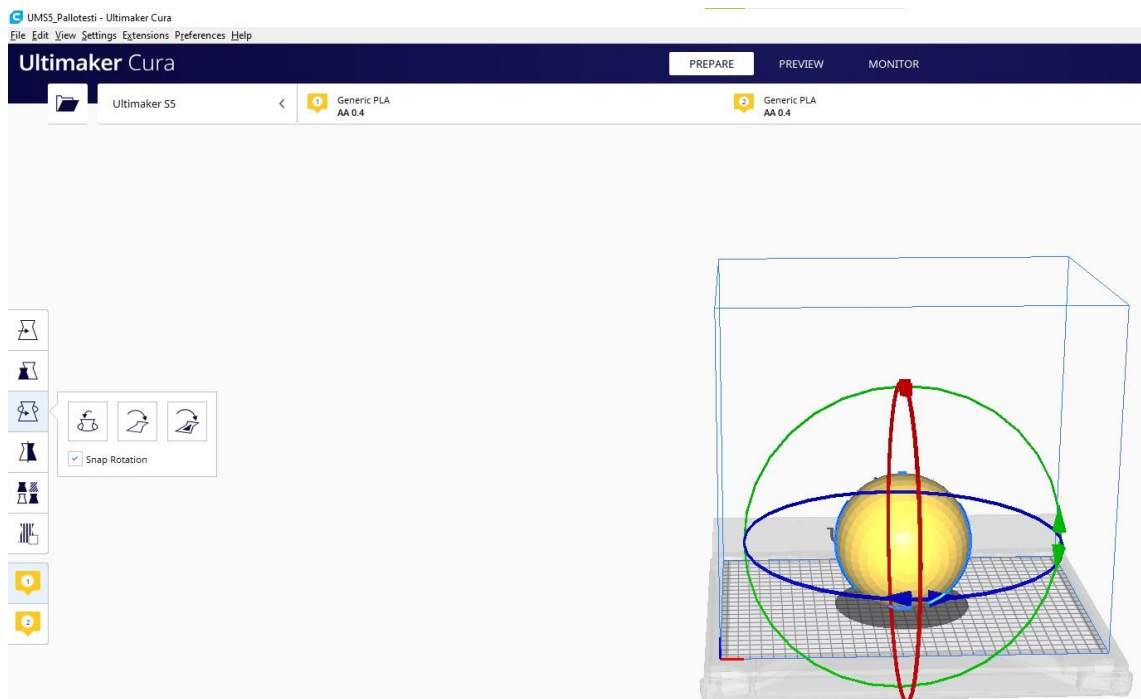 UMS5_Pallotesti - Ultimaker Cura
File Edit View Settings Extensions Preferences Help
Ultimaker Cura
PREPARE PREVIEW MONITOR
Ultimaker S5
1 Generic PLA
AA 0.4
2 Generic PLA
AA 0.4
Snap Rotation
1
2